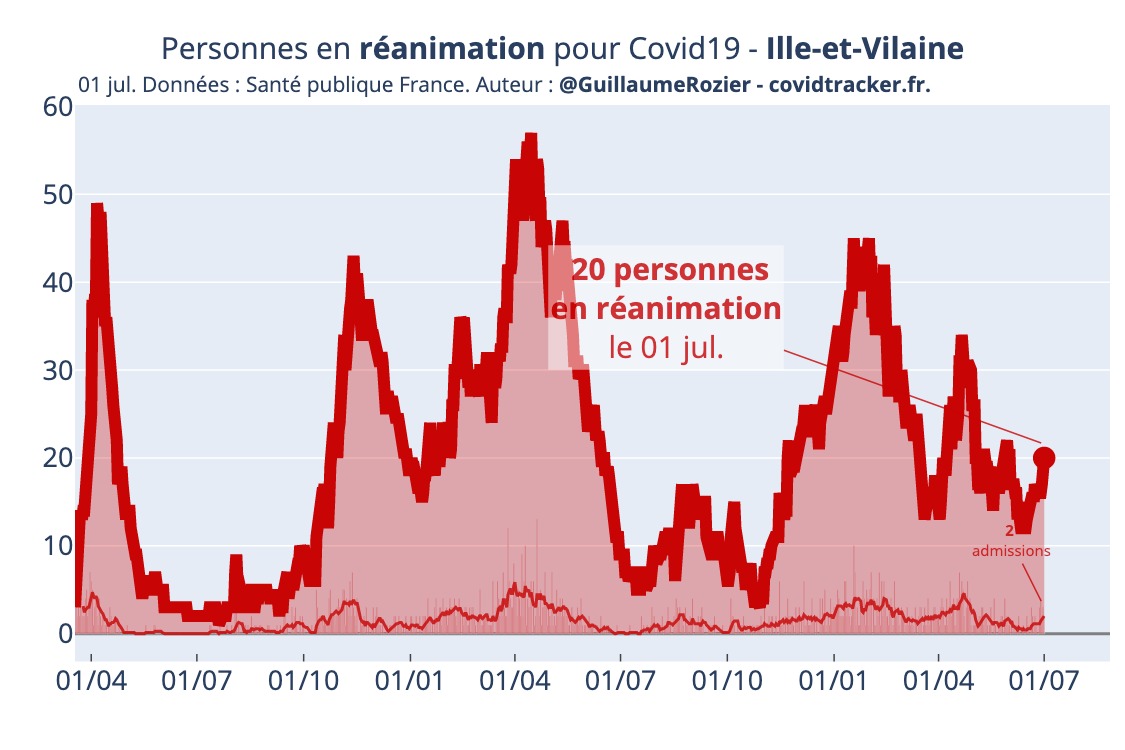 Personnes en réanimation pour Covid19 - Ille-et-Vilaine
01 jul. Données : Santé publique France. Auteur : @GuillaumeRozier - covidtracker.fr.
60
50
40
30
20
10
0
20 personnes
en réanimation
le 01 jul.
2
admissions
01/04 01/07 01/10 01/01 01/04 01/07 01/10 01/01 01/04 01/07